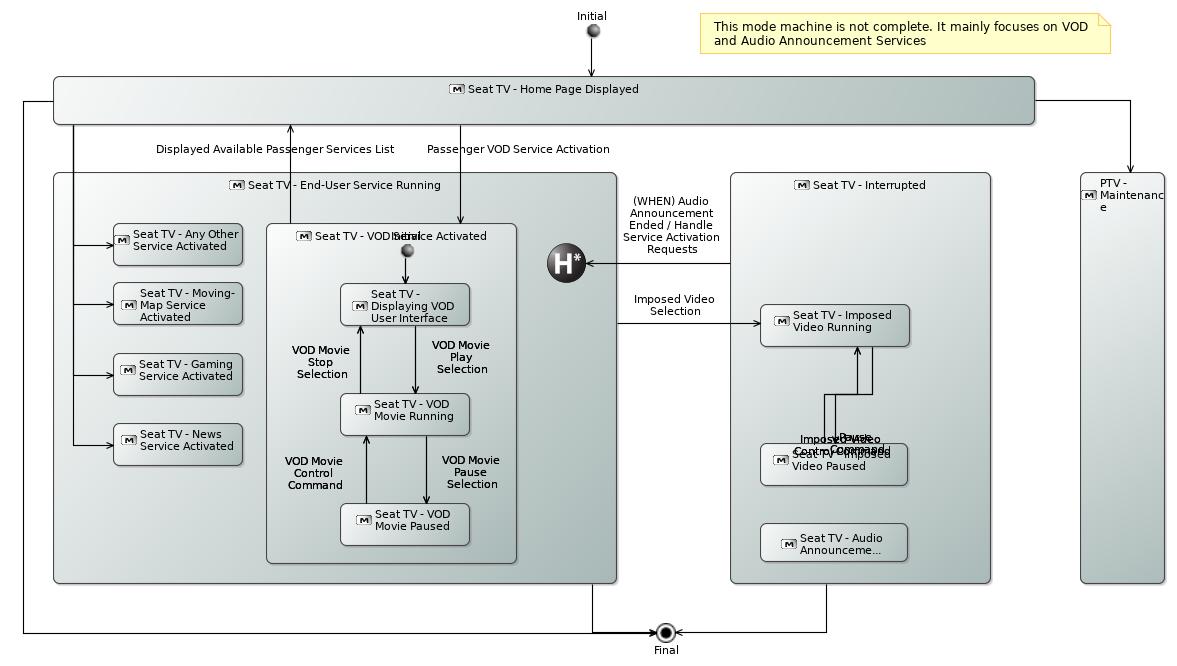 Initial
This mode machine is not complete. It mainly focuses on VOD
and Audio Announcement Services
M Seat TV - Home Page Displayed
Displayed Available Passenger Services List
Passenger VOD Service Activation
M Seat TV - End-User Service Running
M Seat TV - Any Other
Service Activated
M Seat TV - Moving-
Map Service
Activated
M Seat TV - Gaming
Service Activated
M Seat TV - News
Service Activated
M Seat TV - VOD Service Activated
Initial
M Seat TV -
Displaying VOD
User Interface
VOD Movie
Stop
Selection
VOD Movie
Play
Selection
M Seat TV - VOD
Movie Running
VOD Movie
Control
Command
VOD Movie
Pause
Selection
M Seat TV - VOD
Movie Paused
H*
(WHEN) Audio
Announcement
Ended / Handle
Service Activation
Requests
Imposed Video
Selection
M Seat TV - Interrupted
M Seat TV - Imposed
Video Running
Imposed Video
Control Command
Pause
Command
M Seat TV - Imposed
Video Paused
M Seat TV - Audio
Announceme...
M PTV -
Maintenanc
e
Final